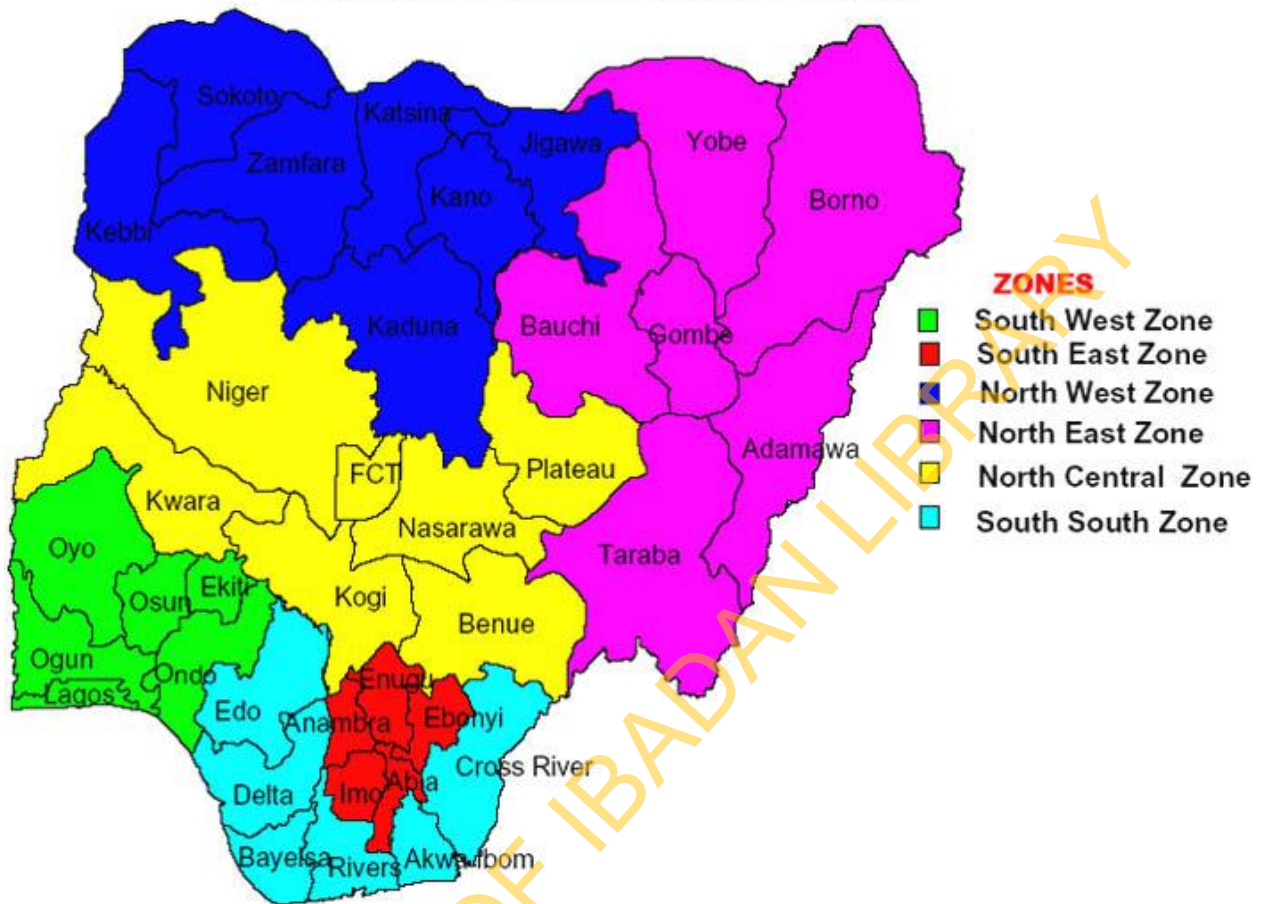 Sokoto
Katsina
Zamfara
Jigawa
Yobe
Kano
Borno
Kebbi
Kaduna
Bauchi
Gombe
Niger
FCT
Plateau
Adamawa
Kwara
Nasarawa
Oyo
Taraba
Osun
Ekiti
Kogi
Benue
Ogun
Ondo
Lagos
Enugu
Edo
Anambra
Ebonyi
Cross River
Delta
Imo
Abia
Bayelsa
Rivers
Akwa-Ibom
ZONES
South West Zone
South East Zone
North West Zone
North East Zone
North Central Zone
South South Zone
OF IBADAN LIBRARY